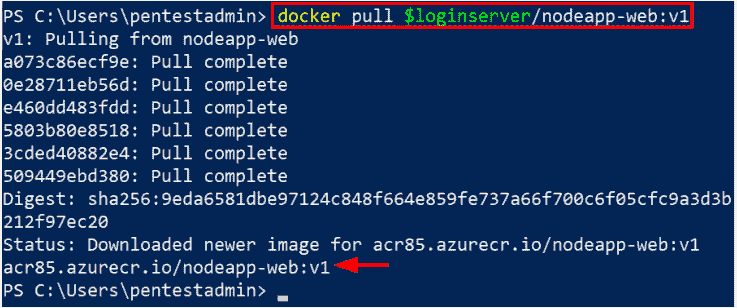 PS C:\Users\pentestadmin> docker pull $loginserver/nodeapp-web:v1
v1: Pulling from nodeapp-web
a073c86ecf9e: Pull complete
0e28711eb56d: Pull complete
e460dd483fdd: Pull complete
5803b80e8518: Pull complete
3cded40882e4: Pull complete
509449ebd380: Pull complete
Digest: sha256:9eda6581dbe97124c848f664e859fe737a66f700c6f05cfc9a3d3b
212f97ec20
Status: Downloaded newer image for acr85.azurecr.io/nodeapp-web:v1
acr85.azurecr.io/nodeapp-web:v1
PS C:\Users\pentestadmin>